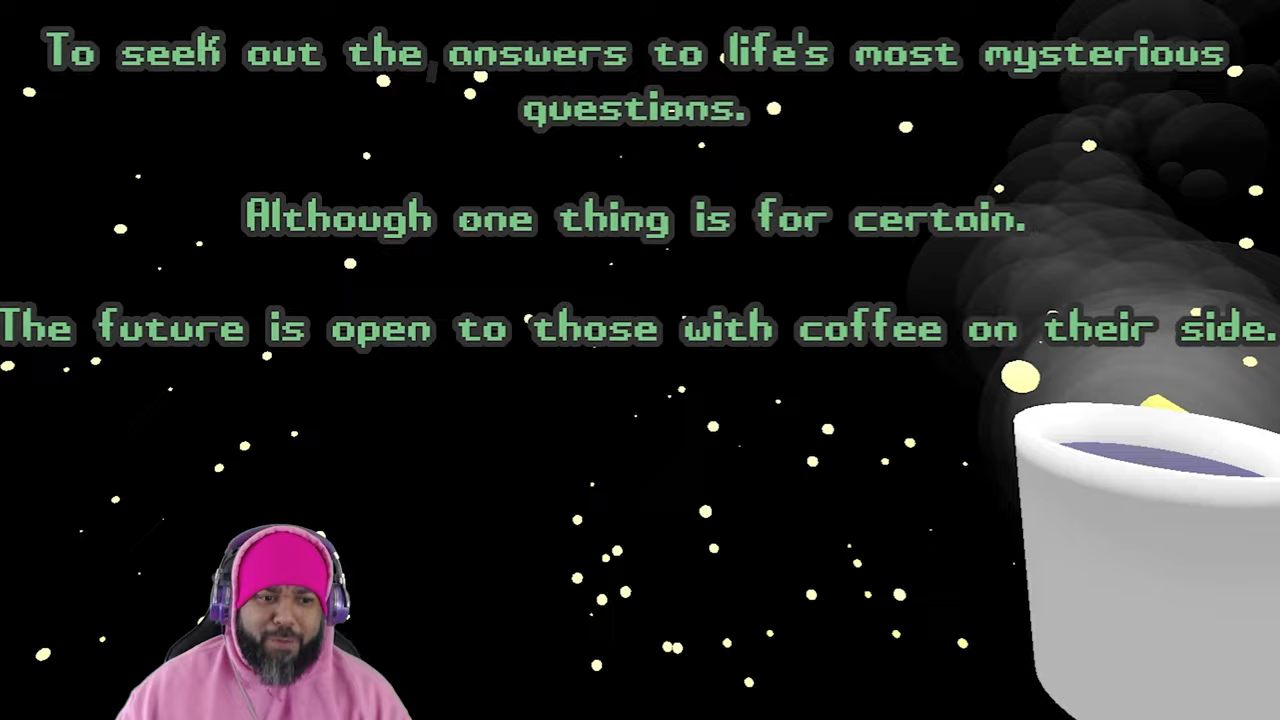 To seek out the answers to life's most mysterious
questions.
Although one thing is for certain.
The future is open to those with coffee on their side.